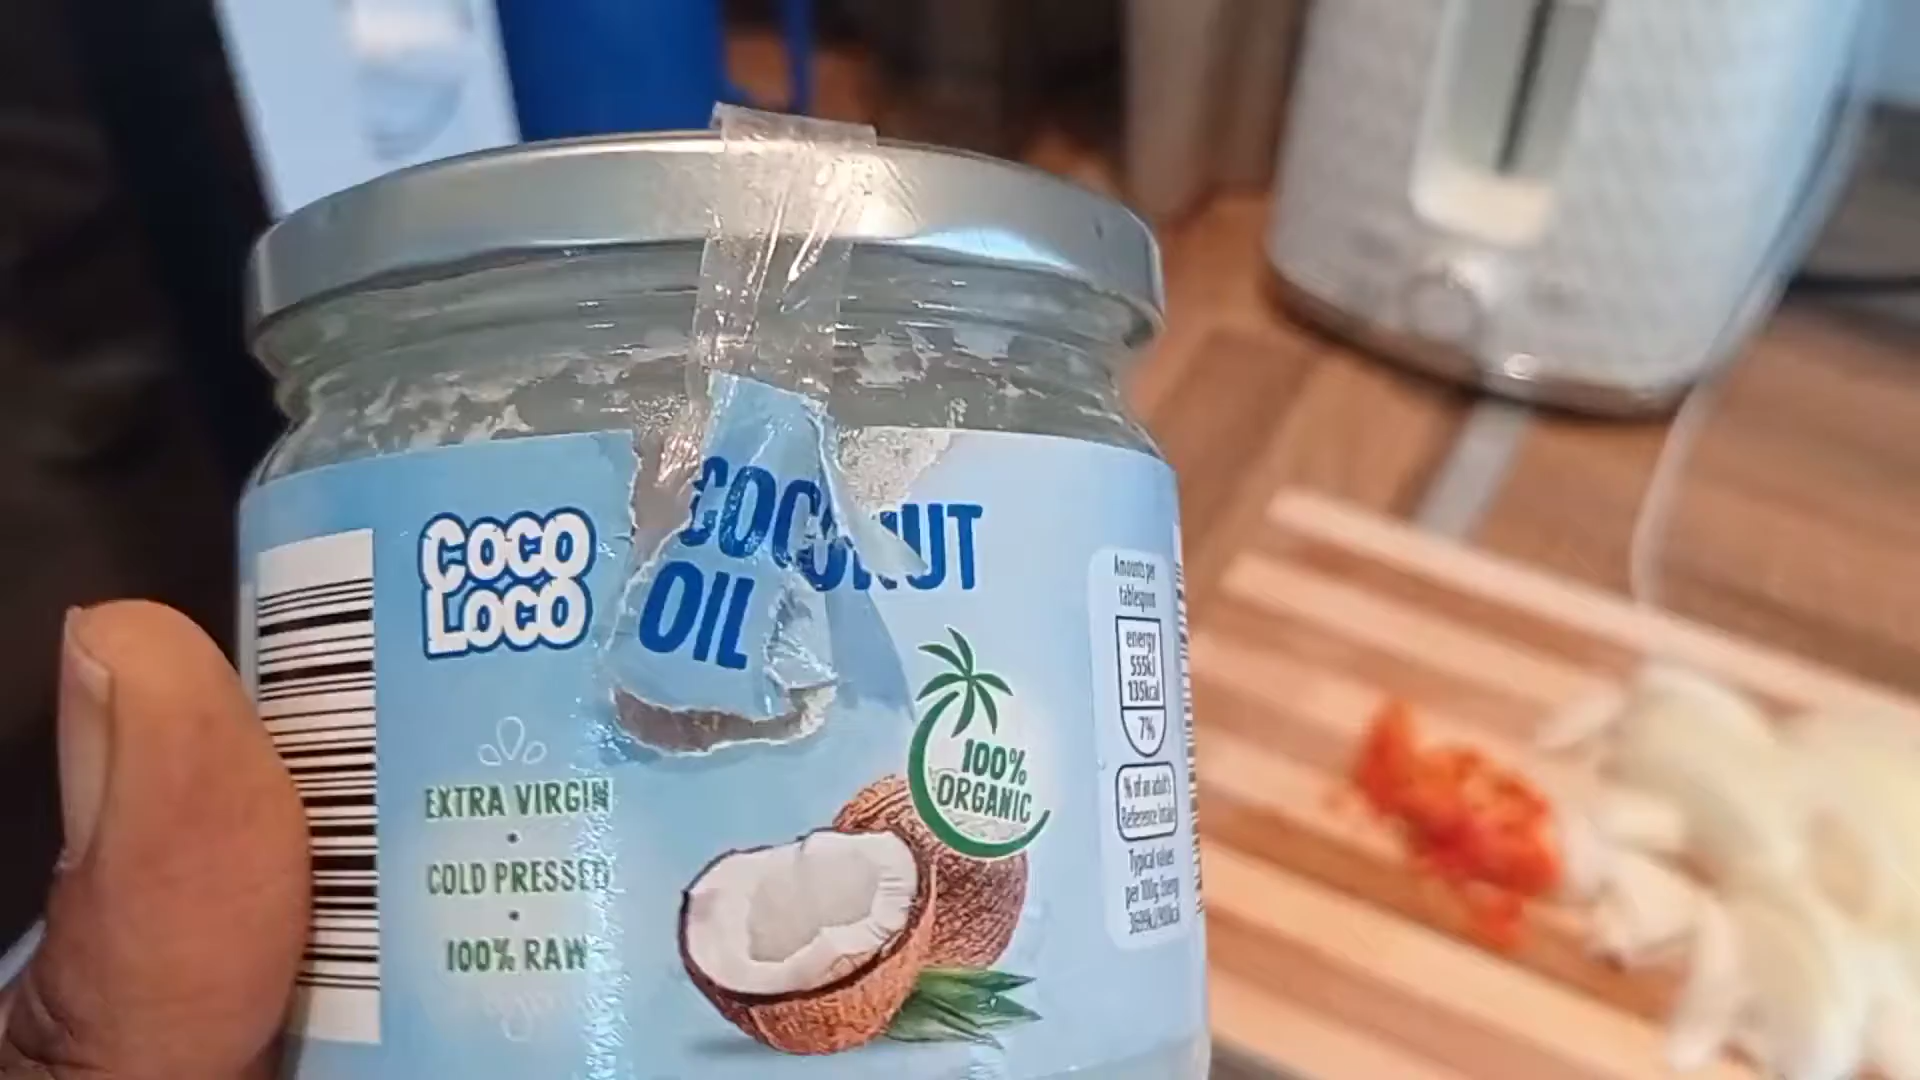 COCO
LOCO
COCONUT
OIL
EXTRA VIRGIN
•
COLD PRESSED
•
100% RAW
100%
ORGANIC
Amounts per
tablespoon
energy
555kJ
135kcal
7%
% of an adult's
Reference Intake
Typical values
per 100g: Energy